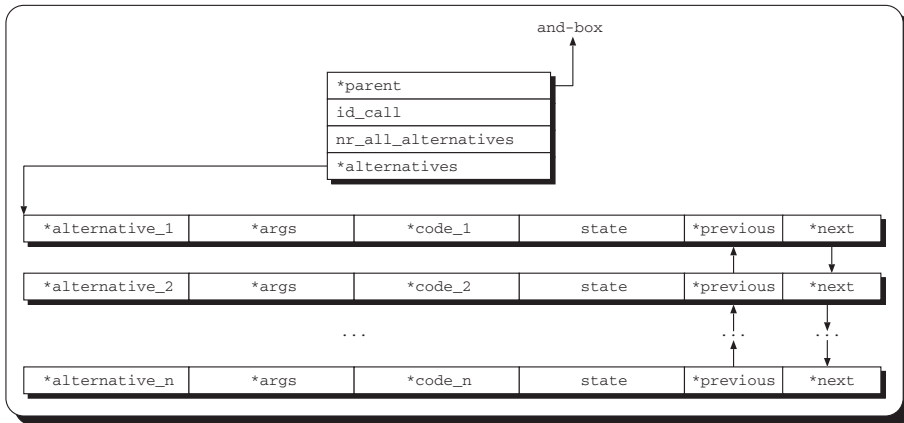 and-box
*parent
id_call
nr_all_alternatives
*alternatives
*alternative_1 *args *code_1 state *previous *next
*alternative_2 *args *code_2 state *previous *next
... ... ...
*alternative_n *args *code_n state *previous *next